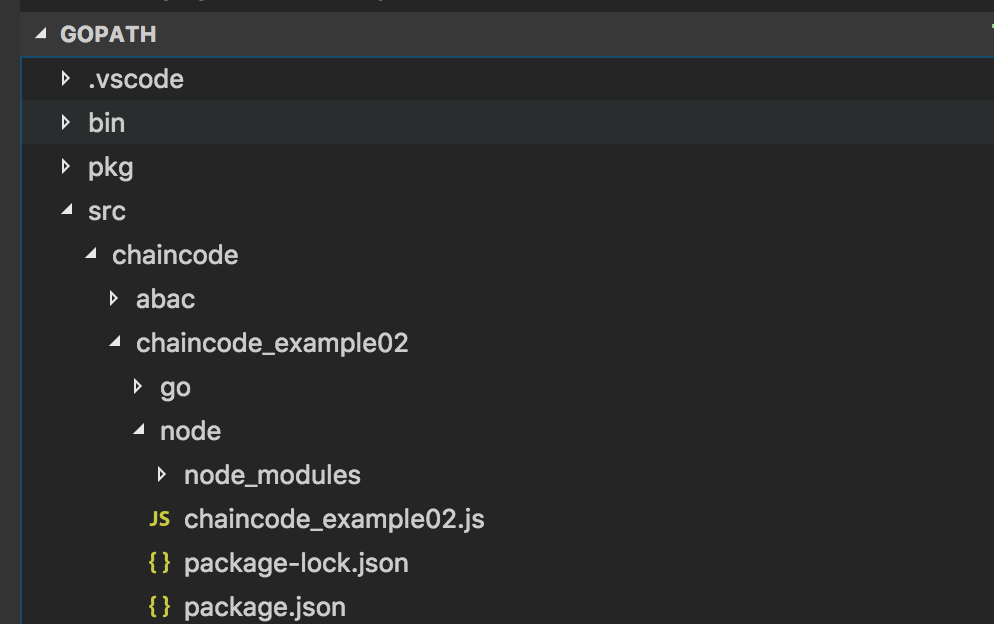 GOPATH
.vscode
bin
pkg
src
chaincode
abac
chaincode_example02
go
node
node_modules
JS chaincode_example02.js
{} package-lock.json
{} package.json